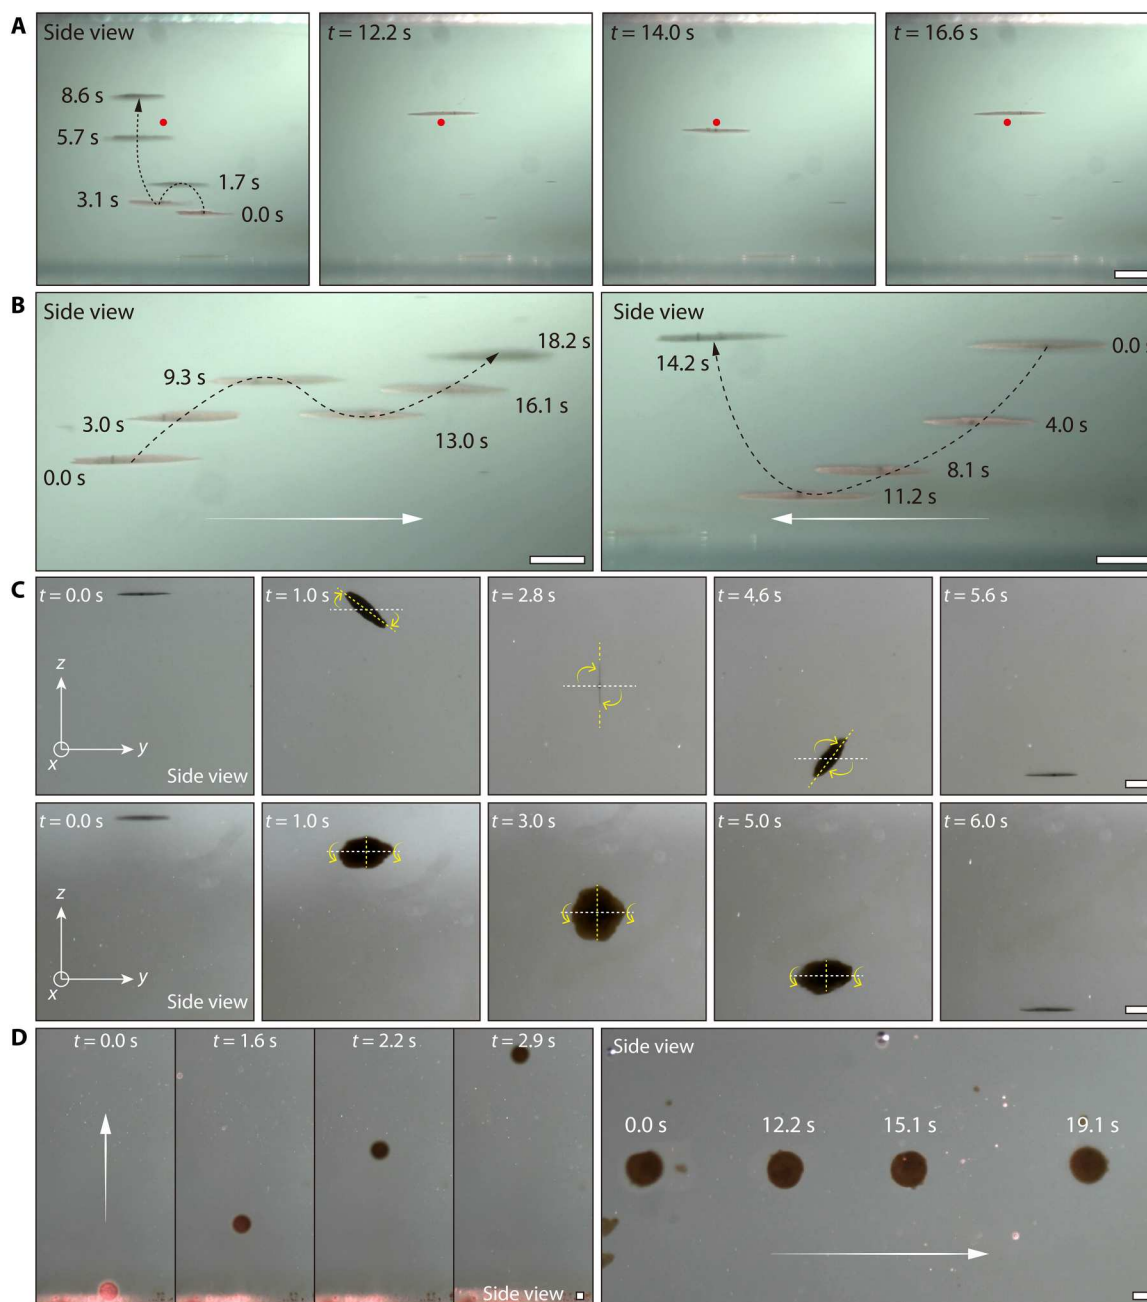 A
Side view
8.6 s
5.7 s
1.7 s
3.1 s
0.0 s
t = 12.2 s
t = 14.0 s
t = 16.6 s
B
Side view
18.2 s
9.3 s
16.1 s
3.0 s
13.0 s
0.0 s
Side view
0.0 s
14.2 s
4.0 s
8.1 s
11.2 s
C
t = 0.0 s
z
y
x
Side view
t = 1.0 s
t = 2.8 s
t = 4.6 s
t = 5.6 s
t = 0.0 s
z
y
x
Side view
t = 1.0 s
t = 3.0 s
t = 5.0 s
t = 6.0 s
D
t = 0.0 s
t = 1.6 s
t = 2.2 s
t = 2.9 s
Side view
Side view
0.0 s
12.2 s
15.1 s
19.1 s